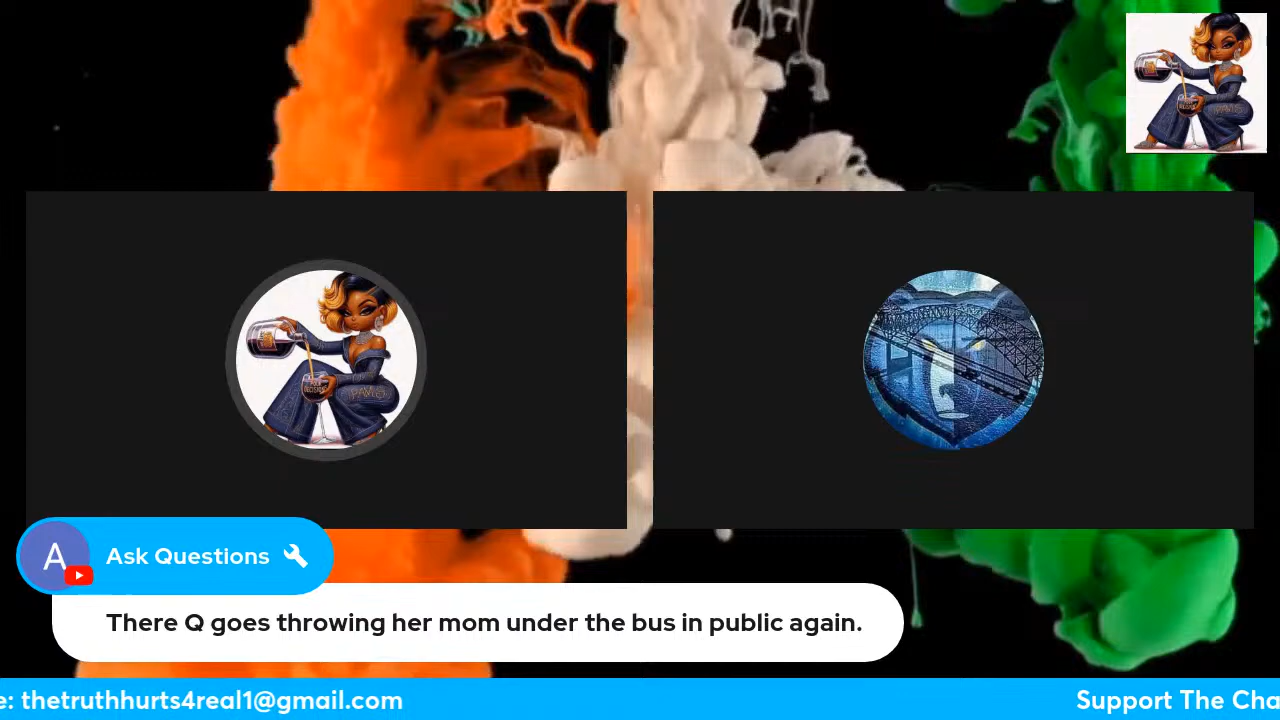 A Ask Questions
There Q goes throwing her mom under the bus in public again.
e: thetruthhurts4real1@gmail.com
Support The Cha